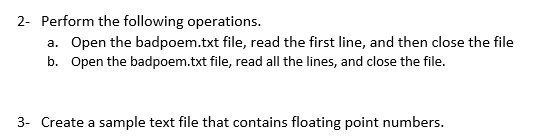 2- Perform the following operations.
a. Open the badpoem.txt file, read the first line, and then close the file
b. Open the badpoem.txt file, read all the lines, and close the file.
3- Create a sample text file that contains floating point numbers.